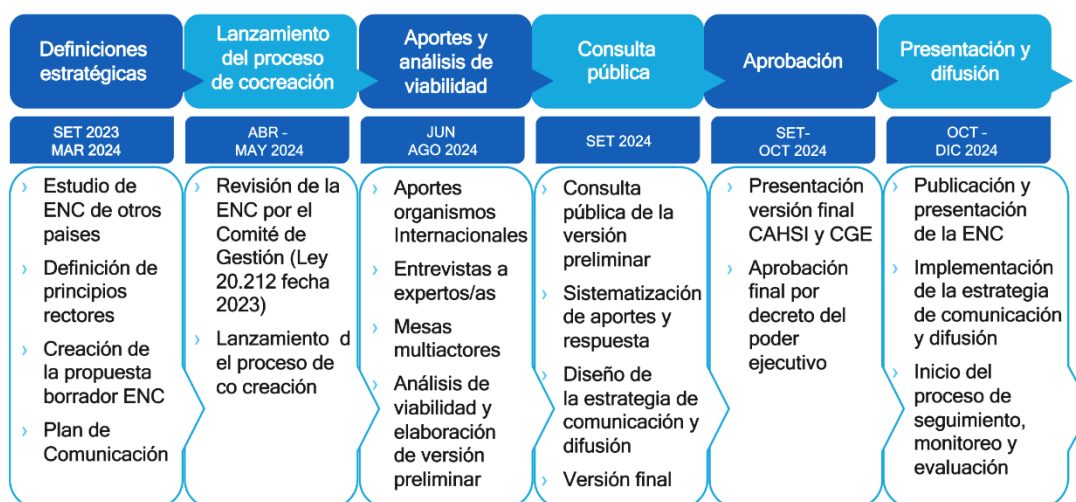 Definiciones
estratégicas
Lanzamiento
del proceso
de cocreación
Aportes y
análisis de
viabilidad
Consulta
pública
Aprobación
Presentación y
difusión
SET 2023
MAR 2024
ABR –
MAY 2024
JUN
AGO 2024
SET 2024
SET-
OCT 2024
OCT -
DIC 2024
› Estudio de
ENC de otros
paises
› Definición de
principios
rectores
› Creación de
la propuesta
borrador ENC
› Plan de
Comunicación
› Revisión de la
ENC por el
Comité de
Gestión (Ley
20.212 fecha
2023)
› Lanzamiento d
el proceso de
co creación
› Aportes
organismos
Internacionales
› Entrevistas a
expertos/as
› Mesas
multiactores
› Análisis de
viabilidad y
elaboración
de versión
preliminar
› Consulta
pública de la
versión
preliminar
› Sistematización
de aportes y
respuesta
› Diseño de
la estrategia de
comunicación y
difusión
› Versión final
› Presentación
versión final
CAHSI y CGE
› Aprobación
final por
decreto del
poder
ejecutivo
› Publicación y
presentación
de la ENC
› Implementación
de la estrategia
de comunicación
y difusión
› Inicio del
proceso de
seguimiento,
monitoreo y
evaluación